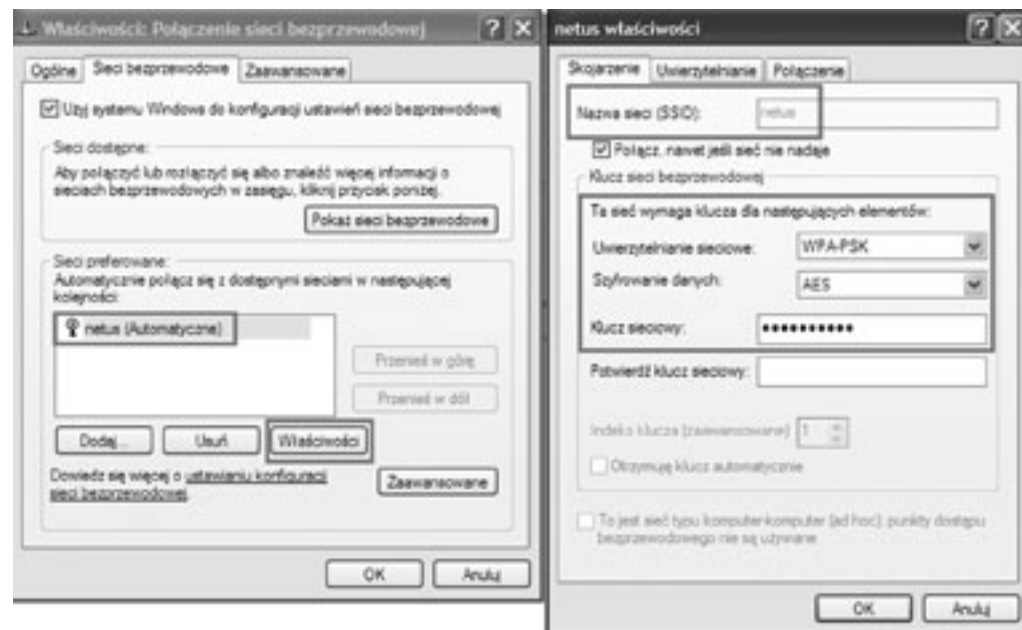 Właściwości: Połączenie sieci bezprzewodowej
Ogólne Sieci bezprzewodowe Zaawansowane
Użyj systemu Windows do konfiguracji ustawień sieci bezprzewodowej
Sieci dostępne:
Aby połączyć lub rozłączyć się albo znaleźć więcej informacji o
sieciach bezprzewodowych w zasięgu, kliknij przycisk poniżej.
Pokaż sieci bezprzewodowe
Sieci preferowane:
Automatycznie połącz się z dostępnymi sieciami w następującej
kolejności:
netus (Automatyczne)
Przenieś w górę
Przenieś w dół
Dodaj... Usuń Właściwości
Dowiedz się więcej o ustawianiu konfiguracji
sieci bezprzewodowej.
Zaawansowane
OK Anuluj
netus właściwości
Skojarzenie Uwierzytelnianie Połączenie
Nazwa sieci (SSID): netus
Połącz, nawet jeśli sieć nie nadaje
Klucz sieci bezprzewodowej
Ta sieć wymaga klucza dla następujących elementów:
Uwierzytelnianie sieciowe: WPA-PSK
Szyfrowanie danych: AES
Klucz sieciowy: ••••••••••
Potwierdź klucz sieciowy:
Indeks klucza (zaawansowane): 1
Otrzymuję klucz automatycznie
To jest sieć typu komputer-komputer (ad hoc); punkty dostępu
bezprzewodowego nie są używane
OK Anuluj